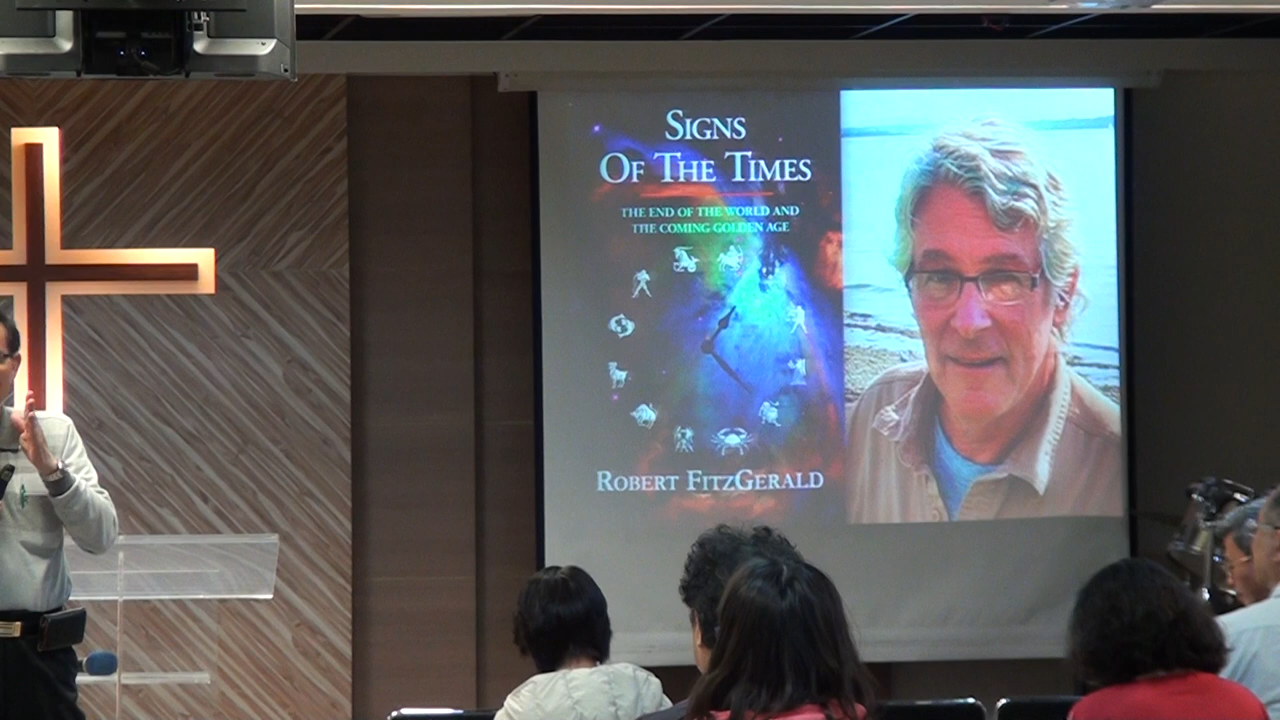 SIGNS
OF THE TIMES
THE END OF THE WORLD AND
THE COMING GOLDEN AGE
ROBERT FITZGERALD